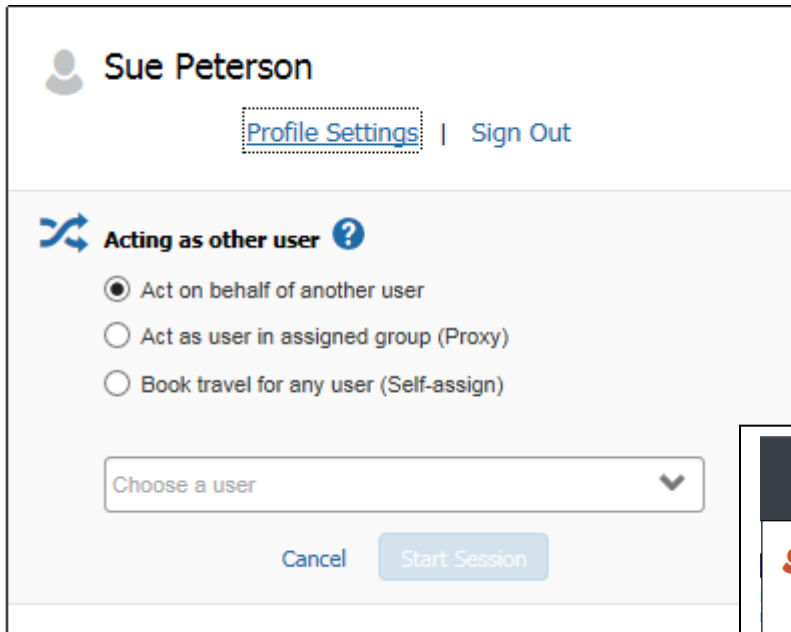 Sue Peterson
Profile Settings | Sign Out
Acting as other user ?
Act on behalf of another user
Act as user in assigned group (Proxy)
Book travel for any user (Self-assign)
Choose a user
Cancel Start Session